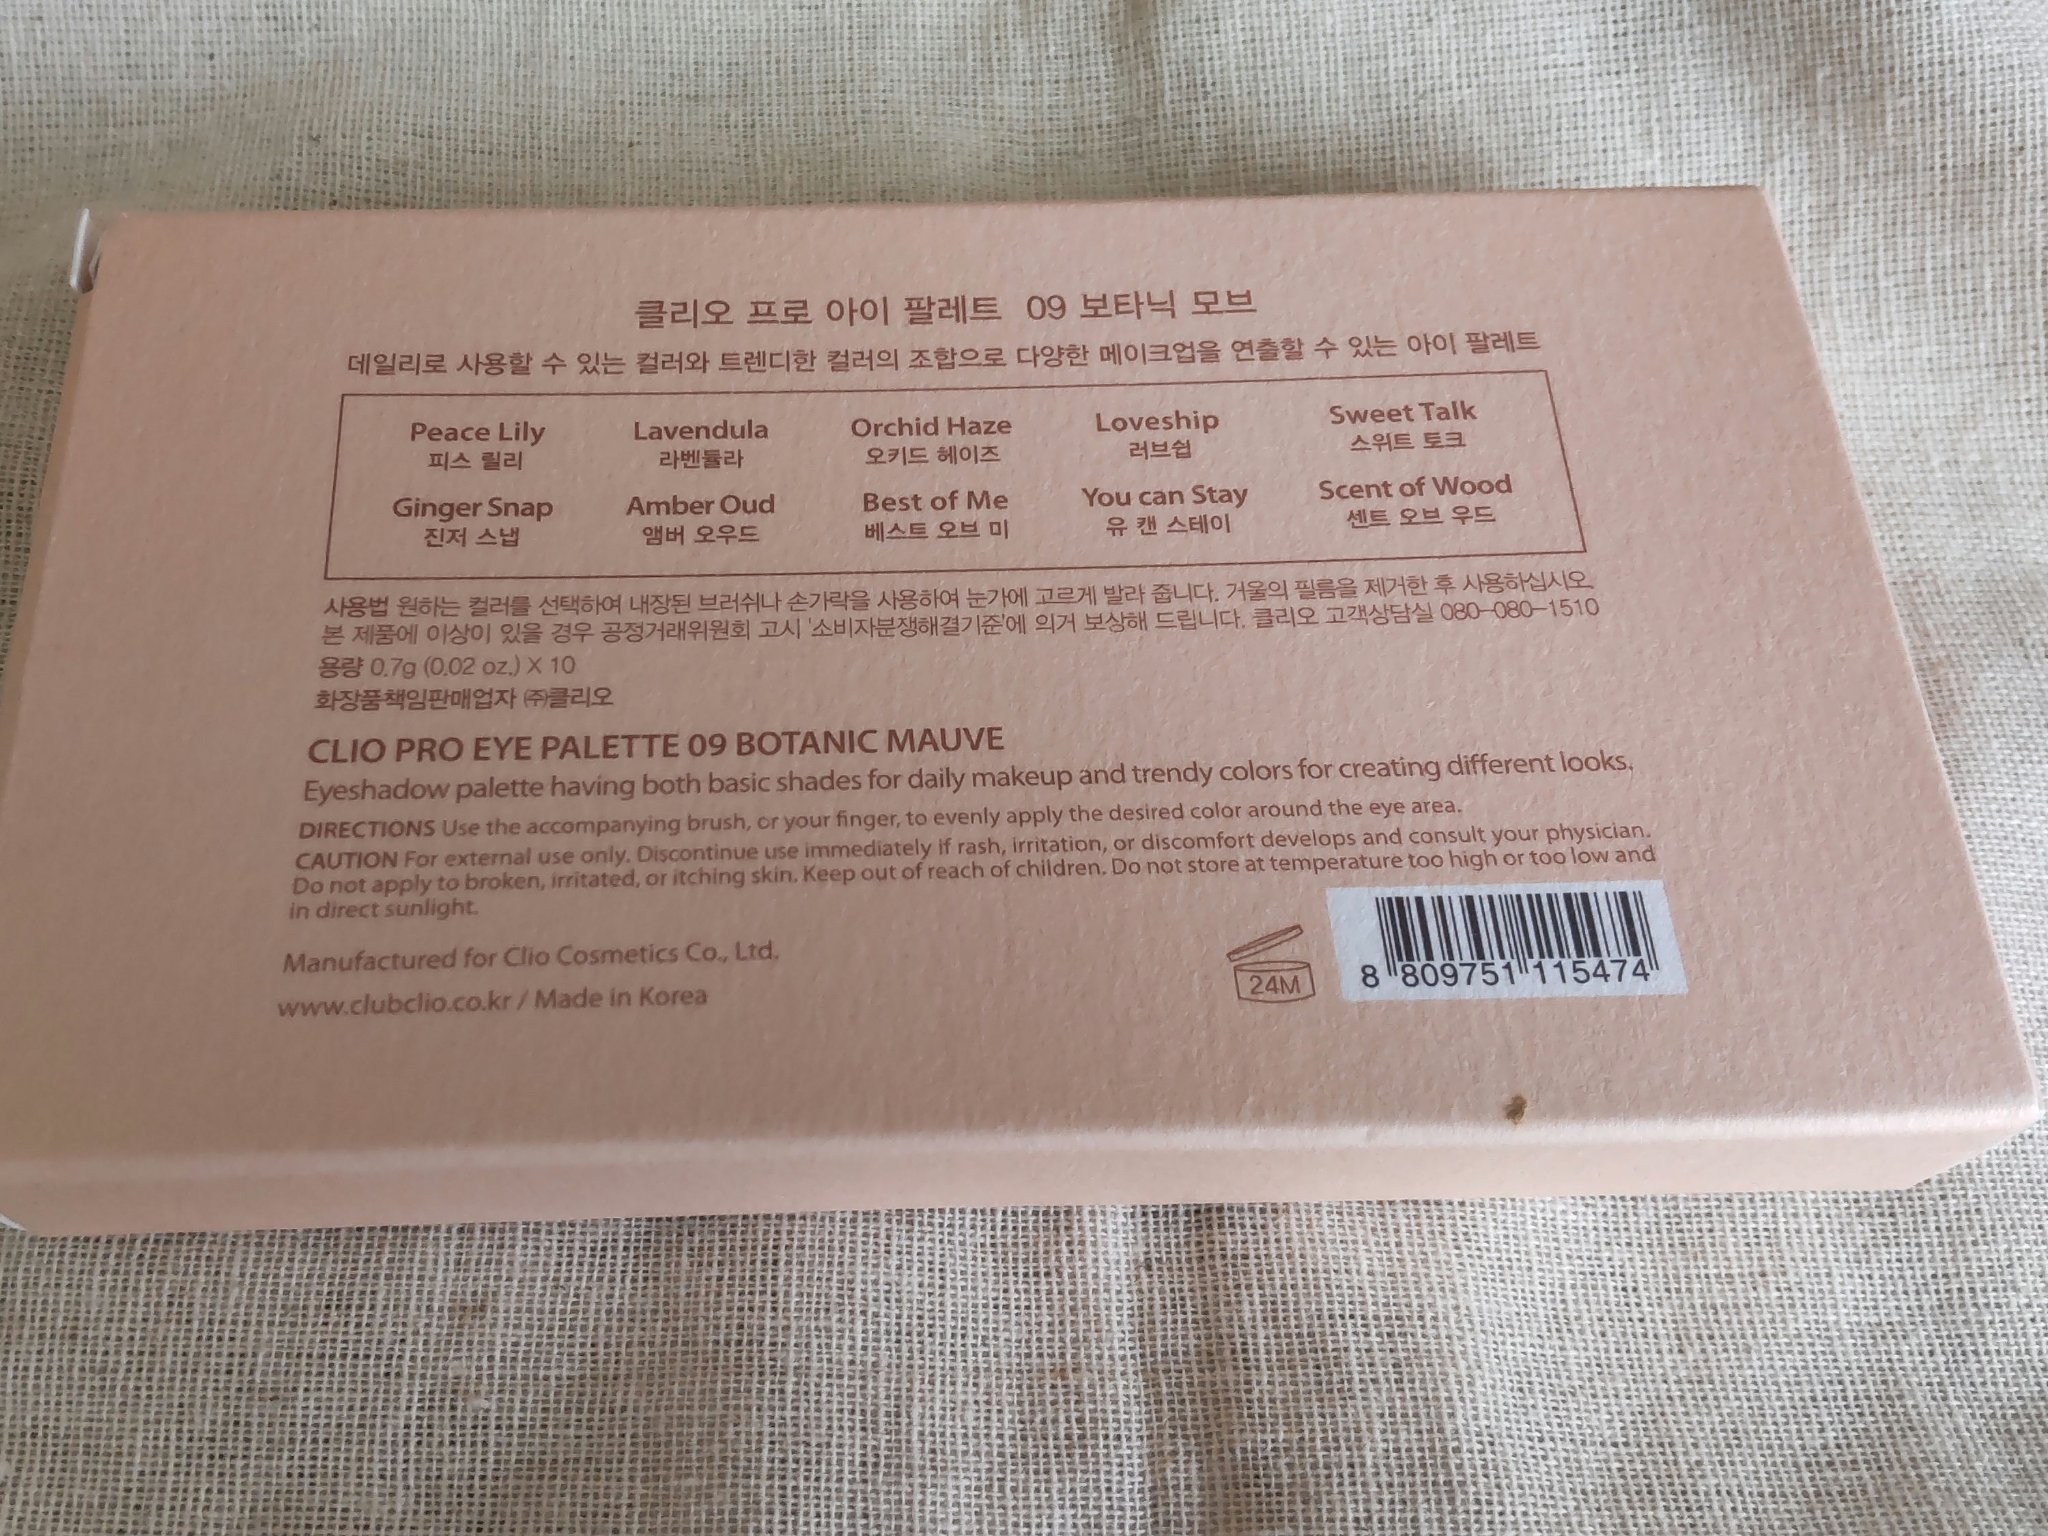 클리오 프로 아이 팔레트 09 보타닉 모브
데일리로 사용할 수 있는 컬러와 트렌디한 컬러의 조합으로 다양한 메이크업을 연출할 수 있는 아이 팔레트
Peace Lily Lavendula Orchid Haze Loveship Sweet Talk
피스 릴리 라벤듈라 오키드 헤이즈 러브쉽 스위트 토크
Ginger Snap Amber Oud Best of Me You can Stay Scent of Wood
진저 스냅 앰버 오우드 베스트 오브 미 유 캔 스테이 센트 오브 우드
사용법 원하는 컬러를 선택하여 내장된 브러쉬나 손가락을 사용하여 눈가에 고르게 발라 줍니다. 거울의 필름을 제거한 후 사용하십시오.
본 제품에 이상이 있을 경우 공정거래위원회 고시 '소비자분쟁해결기준'에 의거 보상해 드립니다. 클리오 고객상담실 080-080-1510
용량 0.7g (0.02 oz.) X 10
화장품책임판매업자 ㈜클리오
CLIO PRO EYE PALETTE 09 BOTANIC MAUVE
Eyeshadow palette having both basic shades for daily makeup and trendy colors for creating different looks.
DIRECTIONS Use the accompanying brush, or your finger, to evenly apply the desired color around the eye area.
CAUTION For external use only. Discontinue use immediately if rash, irritation, or discomfort develops and consult your physician.
Do not apply to broken, irritated, or itching skin. Keep out of reach of children. Do not store at temperature too high or too low and
in direct sunlight.
Manufactured for Clio Cosmetics Co., Ltd.
www.clubclio.co.kr / Made in Korea
24M
8 809751 115474